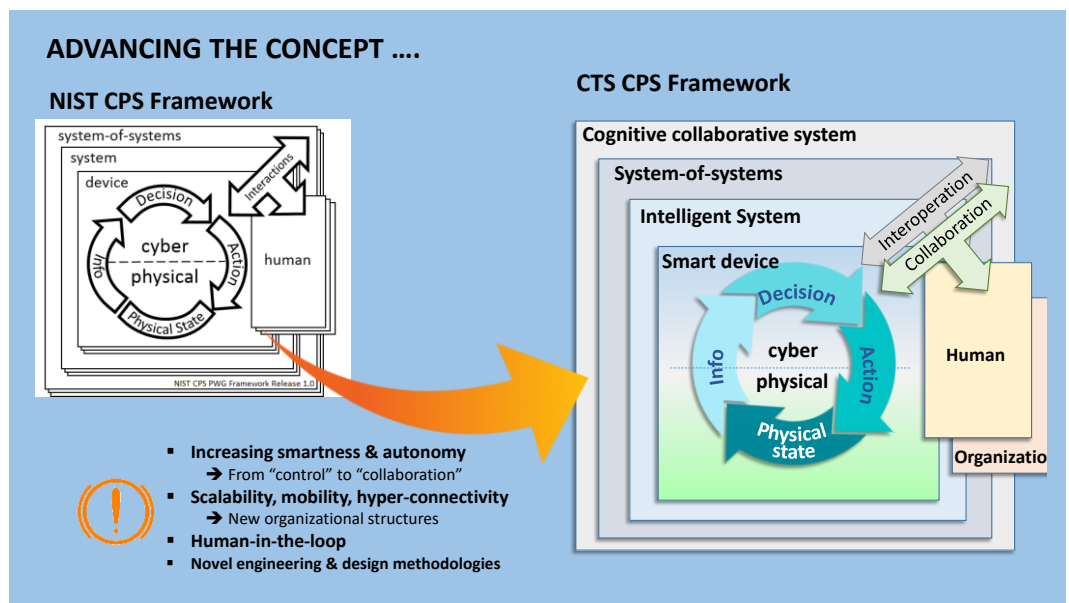 ADVANCING THE CONCEPT ....
NIST CPS Framework
system-of-systems
system
device
Interactions
Decision
Action
Physical State
Info
cyber
physical
human
NIST CPS PWG Framework Release 1.0
▪ Increasing smartness & autonomy
➔ From “control” to “collaboration”
▪ Scalability, mobility, hyper-connectivity
➔ New organizational structures
▪ Human-in-the-loop
▪ Novel engineering & design methodologies
CTS CPS Framework
Cognitive collaborative system
System-of-systems
Intelligent System
Smart device
Interoperation
Collaboration
Decision
Action
Physical
state
Info
cyber
physical
Human
Organizatio